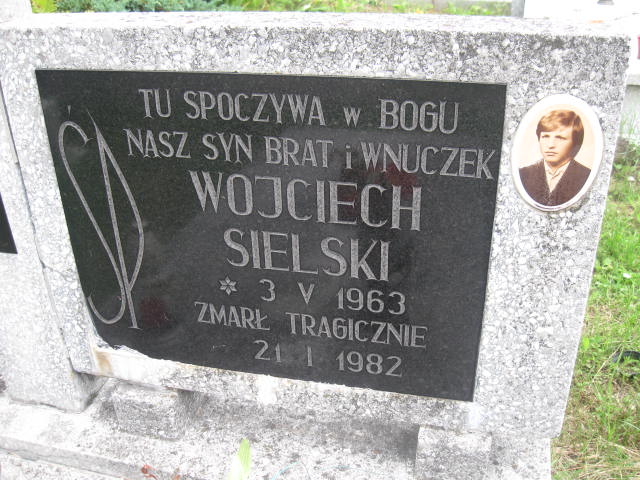 Ś P
TU SPOCZYWA w BOGU
NASZ SYN BRAT i WNUCZEK
WOJCIECH
SIELSKI
* 3 V 1963
ZMARŁ TRAGICZNIE
21 I 1982